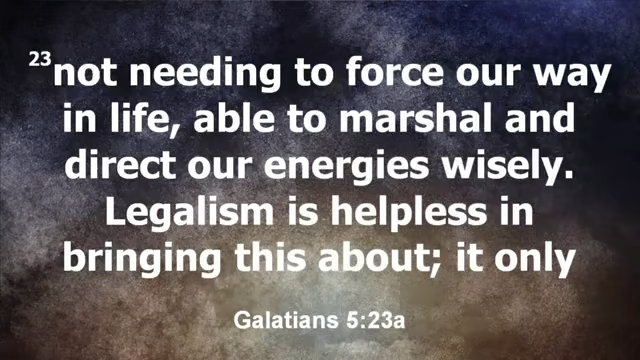 23not needing to force our way
in life, able to marshal and
direct our energies wisely.
Legalism is helpless in
bringing this about; it only
Galatians 5:23a